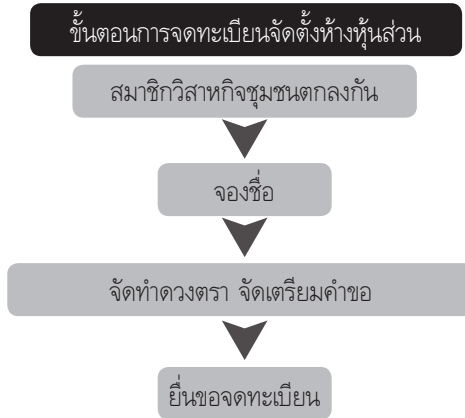 ขั้นตอนการจดทะเบียนจัดตั้งห้างหุ้นส่วน
สมาชิกวิสาหกิจชุมชนตกลงกัน
จองชื่อ
จัดทำดวงตรา จัดเตรียมคำขอ
ยื่นขอจดทะเบียน